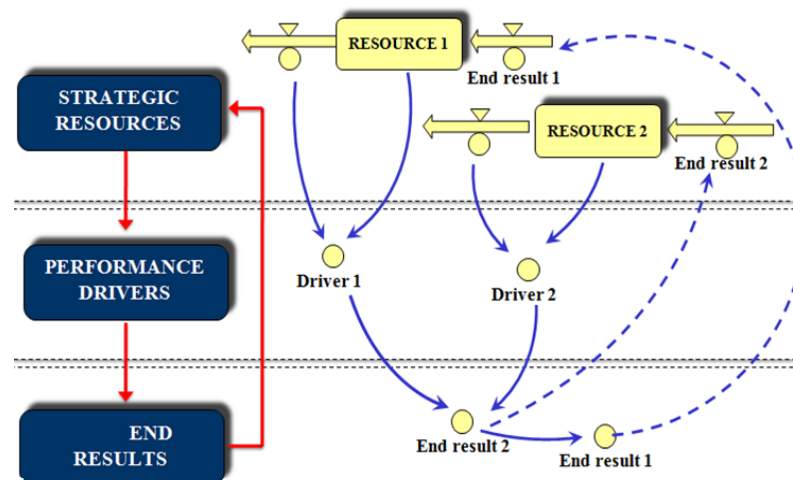 STRATEGIC
RESOURCES
PERFORMANCE
DRIVERS
END
RESULTS
RESOURCE 1
End result 1
RESOURCE 2
End result 2
Driver 1
Driver 2
End result 2
End result 1